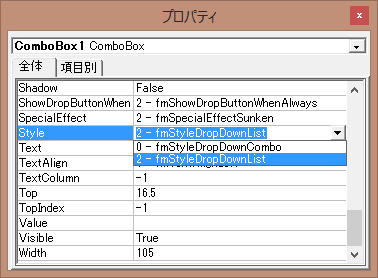 プロパティ
x
ComboBox1 ComboBox
全体 項目別
Shadow False
ShowDropButtonWhen 2 - fmShowDropButtonWhenAlways
SpecialEffect 2 - fmSpecialEffectSunken
Style 2 - fmStyleDropDownList
Text 0 - fmStyleDropDownCombo
TextAlign 2 - fmStyleDropDownList
TextColumn -1
Top 16.5
TopIndex -1
Value
Visible True
Width 105